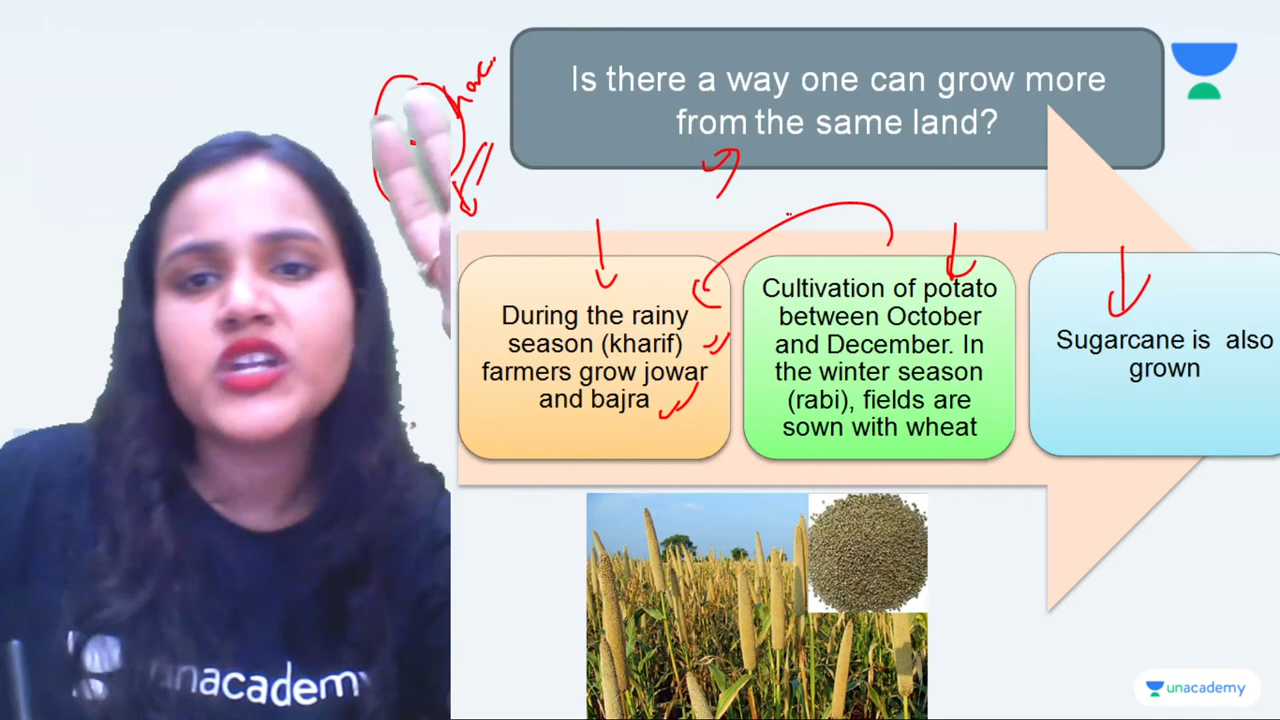 Is there a way one can grow more
from the same land?
During the rainy
season (kharif)
farmers grow jowar
and bajra
Cultivation of potato
between October
and December. In
the winter season
(rabi), fields are
sown with wheat
Sugarcane is also
grown
unacademy
unacademy